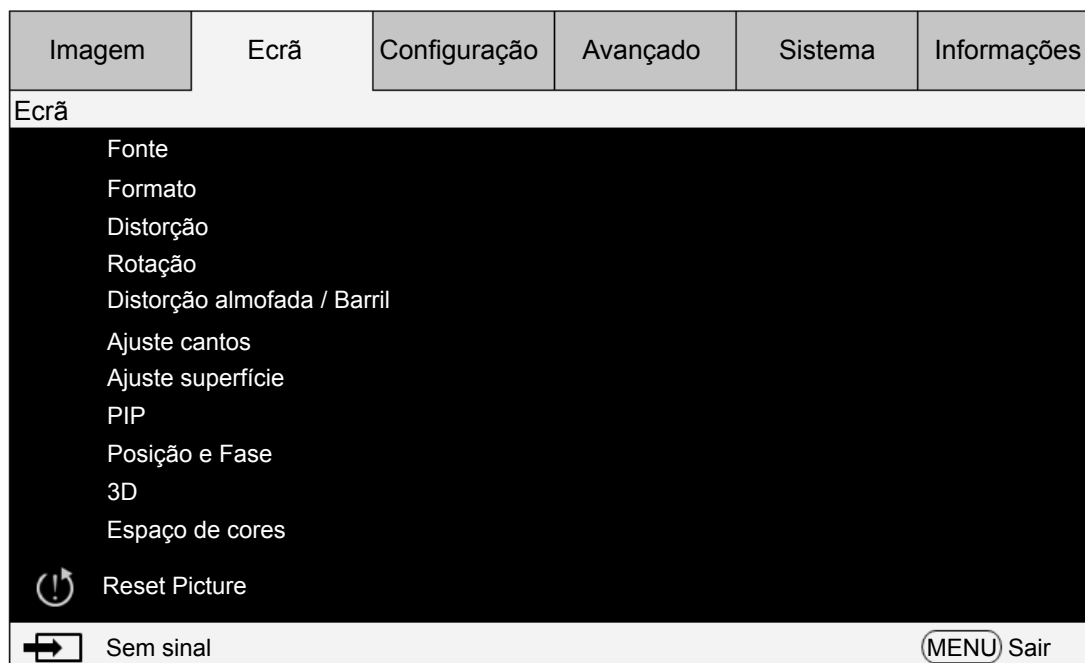 Imagem Ecrã Configuração Avançado Sistema Informações
Ecrã
Fonte
Formato
Distorção
Rotação
Distorção almofada / Barril
Ajuste cantos
Ajuste superfície
PIP
Posição e Fase
3D
Espaço de cores
Reset Picture
Sem sinal MENU Sair